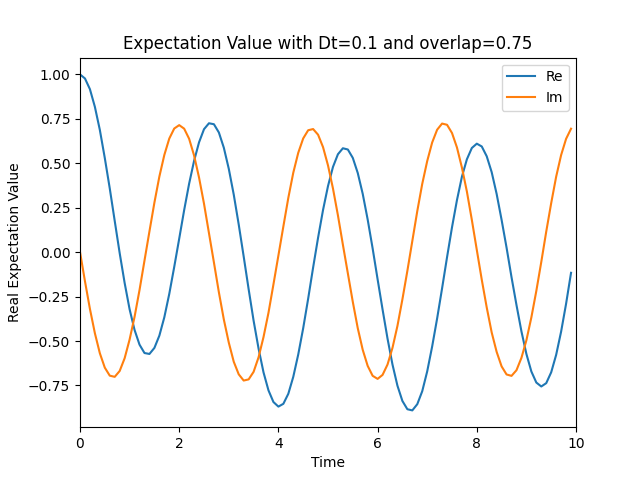 Expectation Value with Dt=0.1 and overlap=0.75
Re
Im
Real Expectation Value
1.00
0.75
0.50
0.25
0.00
−0.25
−0.50
−0.75
0 2 4 6 8 10
Time